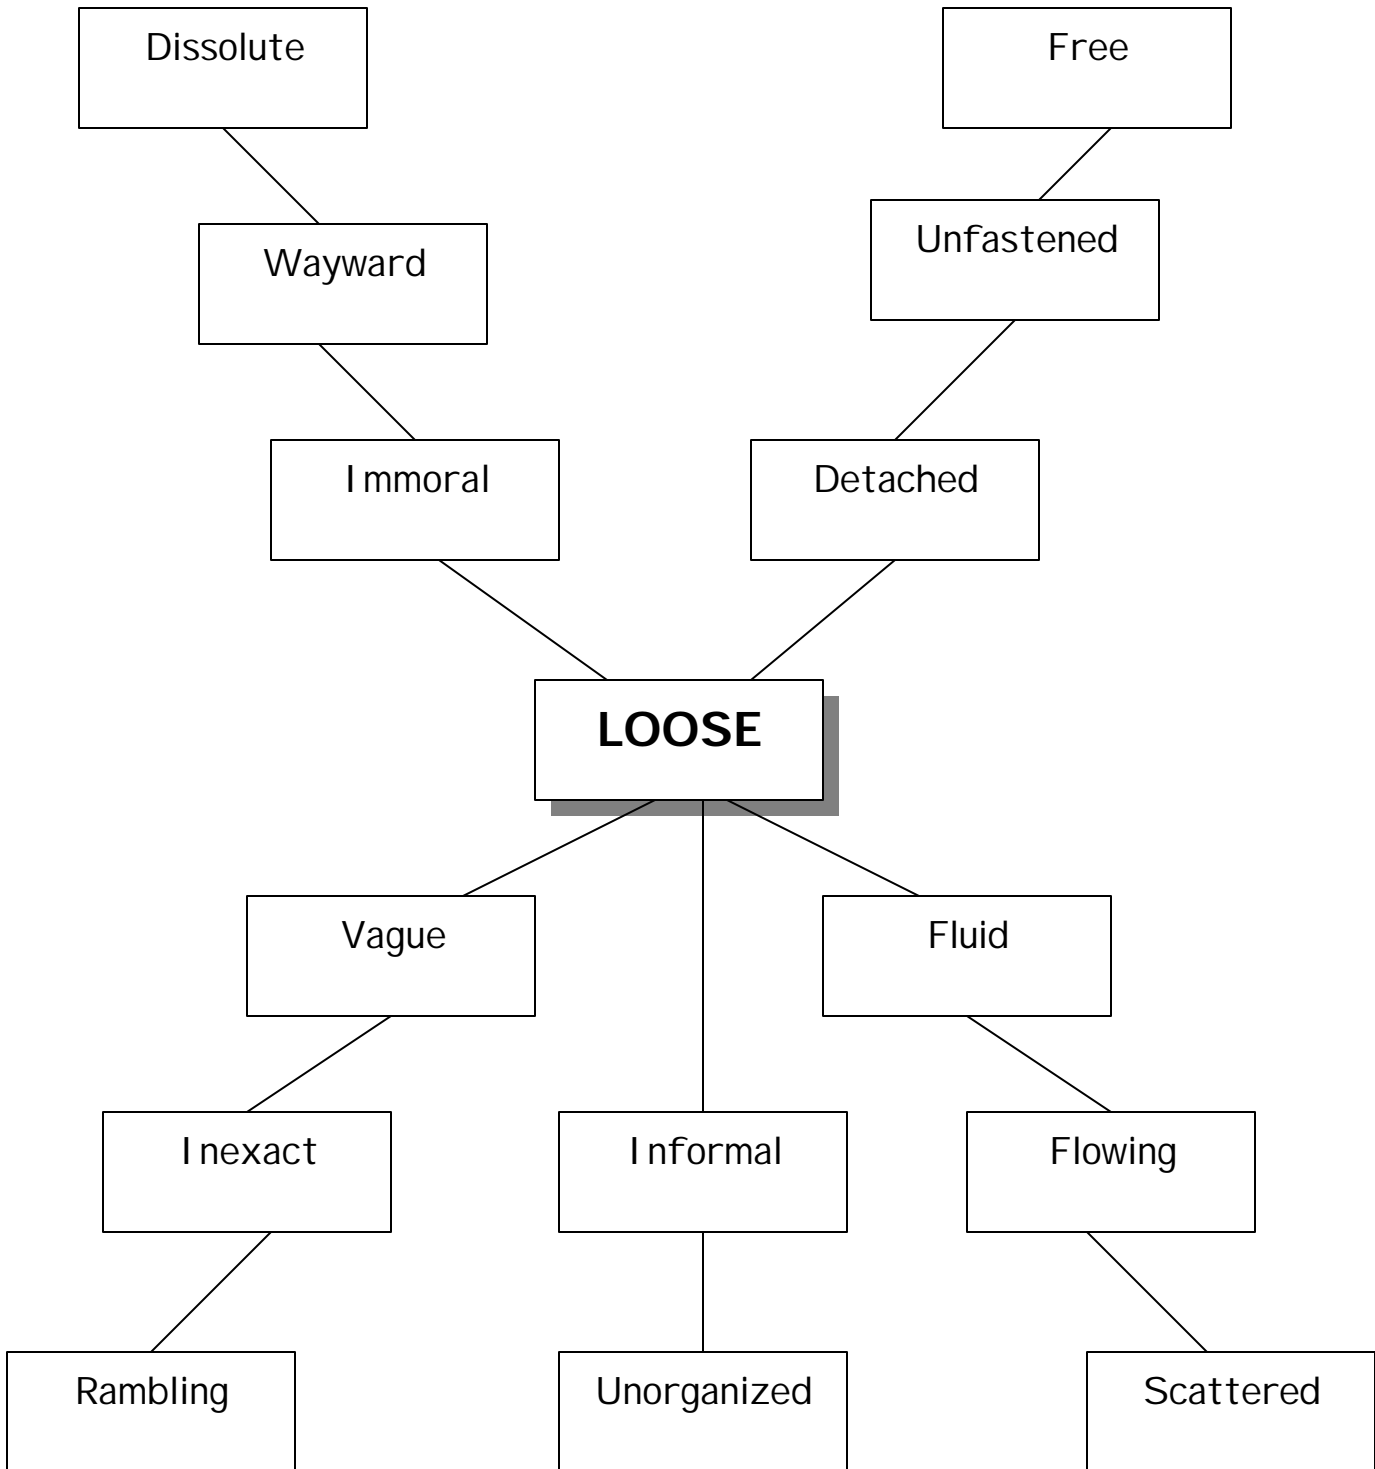 Dissolute
Free
Unfastened
Wayward
Immoral
Detached
LOOSE
Vague
Fluid
Inexact
Informal
Flowing
Rambling
Unorganized
Scattered